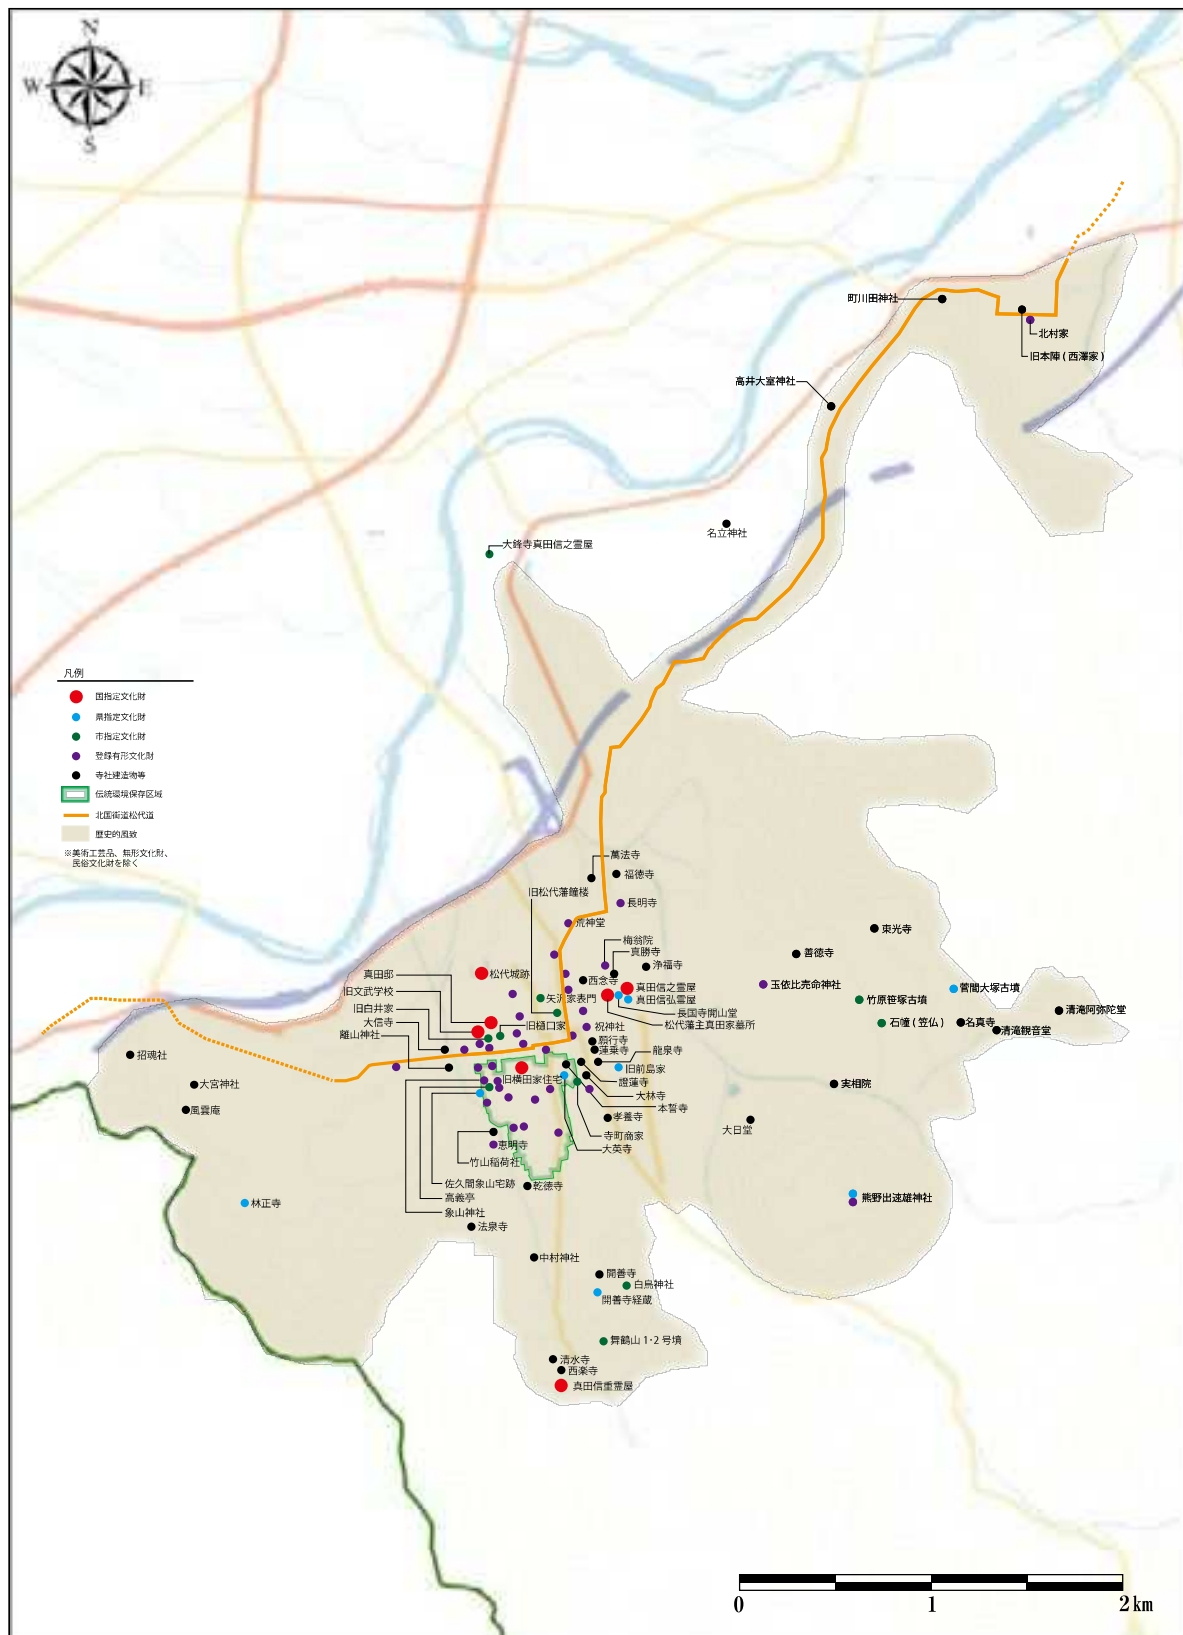 N
W E
S
町川田神社
北村家
旧本陣(西澤家)
高井大室神社
名立神社
大鋒寺真田信之霊屋
凡例
国指定文化財
県指定文化財
市指定文化財
登録有形文化財
寺社建造物等
伝統環境保存区域
北国街道松代道
歴史的風致
※美術工芸品、無形文化財、
民俗文化財を除く
萬法寺
福徳寺
旧松代藩鐘楼
長明寺
荒神堂
梅翁院
真勝寺
浄福寺
西念寺
松代城跡
真田邸
旧文武学校
旧白井家
大信寺
離山神社
矢沢家表門
旧樋口家
真田信之霊屋
真田信弘霊屋
長国寺開山堂
松代藩主真田家墓所
祝神社
願行寺
蓮乗寺
龍泉寺
旧前島家
證蓮寺
大林寺
本誓寺
孝養寺
寺町商家
大英寺
旧横田家住宅
恵明寺
竹山稲荷社
佐久間象山宅跡
高義亭
象山神社
乾徳寺
法泉寺
中村神社
開善寺
白鳥神社
開善寺経蔵
舞鶴山1・2号墳
清水寺
西楽寺
真田信重霊屋
東光寺
善徳寺
玉依比売命神社
竹原笹塚古墳
菅間大塚古墳
石幢(笠仏)
名真寺
清滝観音堂
清滝阿弥陀堂
実相院
大日堂
熊野出速雄神社
招魂社
大宮神社
風雲庵
林正寺
0 1 2km